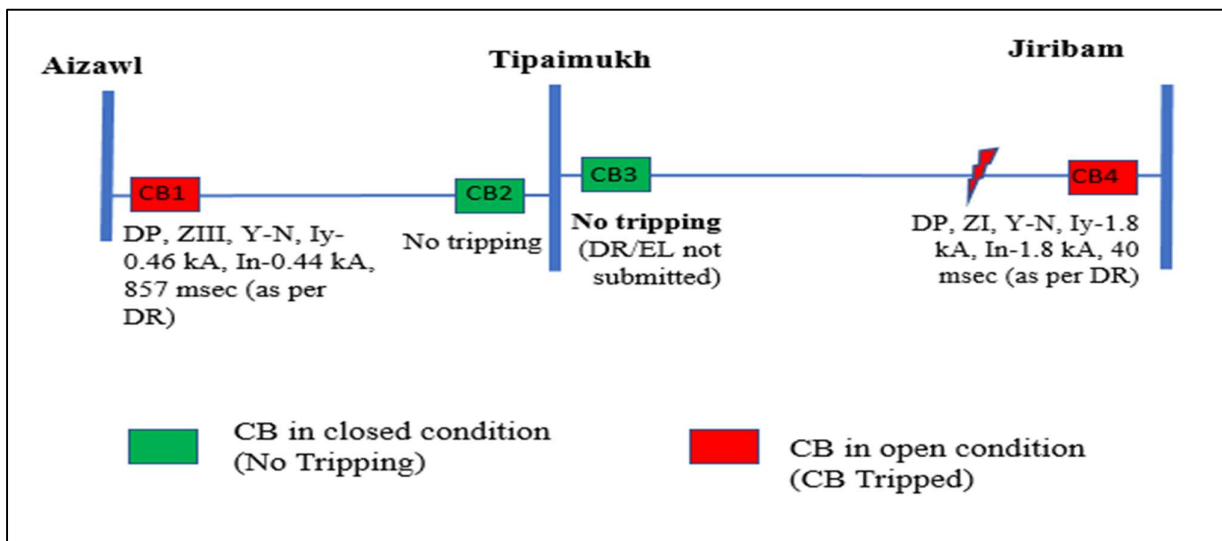 Aizawl
Tipaimukh
Jiribam
CB1
CB2
CB3
CB4
DP, ZIII, Y-N, Iy-
0.46 kA, In-0.44 kA,
857 msec (as per
DR)
No tripping
No tripping
(DR/EL not
submitted)
DP, ZI, Y-N, Iy-1.8
kA, In-1.8 kA, 40
msec (as per DR)
CB in closed condition
(No Tripping)
CB in open condition
(CB Tripped)